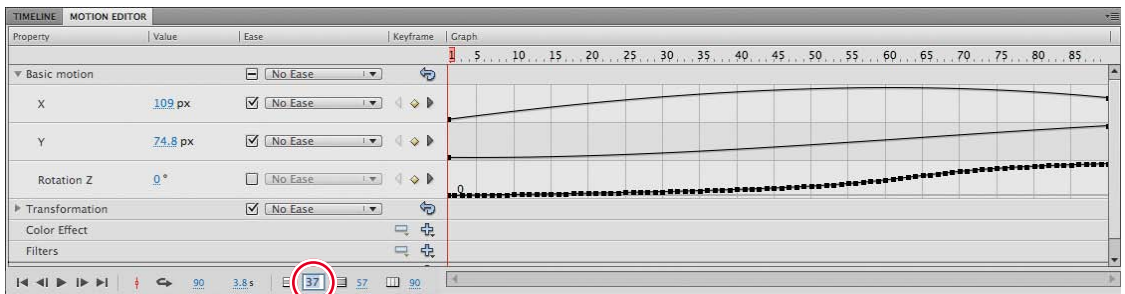 TIMELINE MOTION EDITOR
Property Value Ease Keyframe Graph
1 5 10 15 20 25 30 35 40 45 50 55 60 65 70 75 80 85
Basic motion No Ease
X 109 px No Ease
Y 74.8 px No Ease
Rotation Z 0° No Ease 0
Transformation No Ease
Color Effect
Filters
90 3.8 s 37 57 90